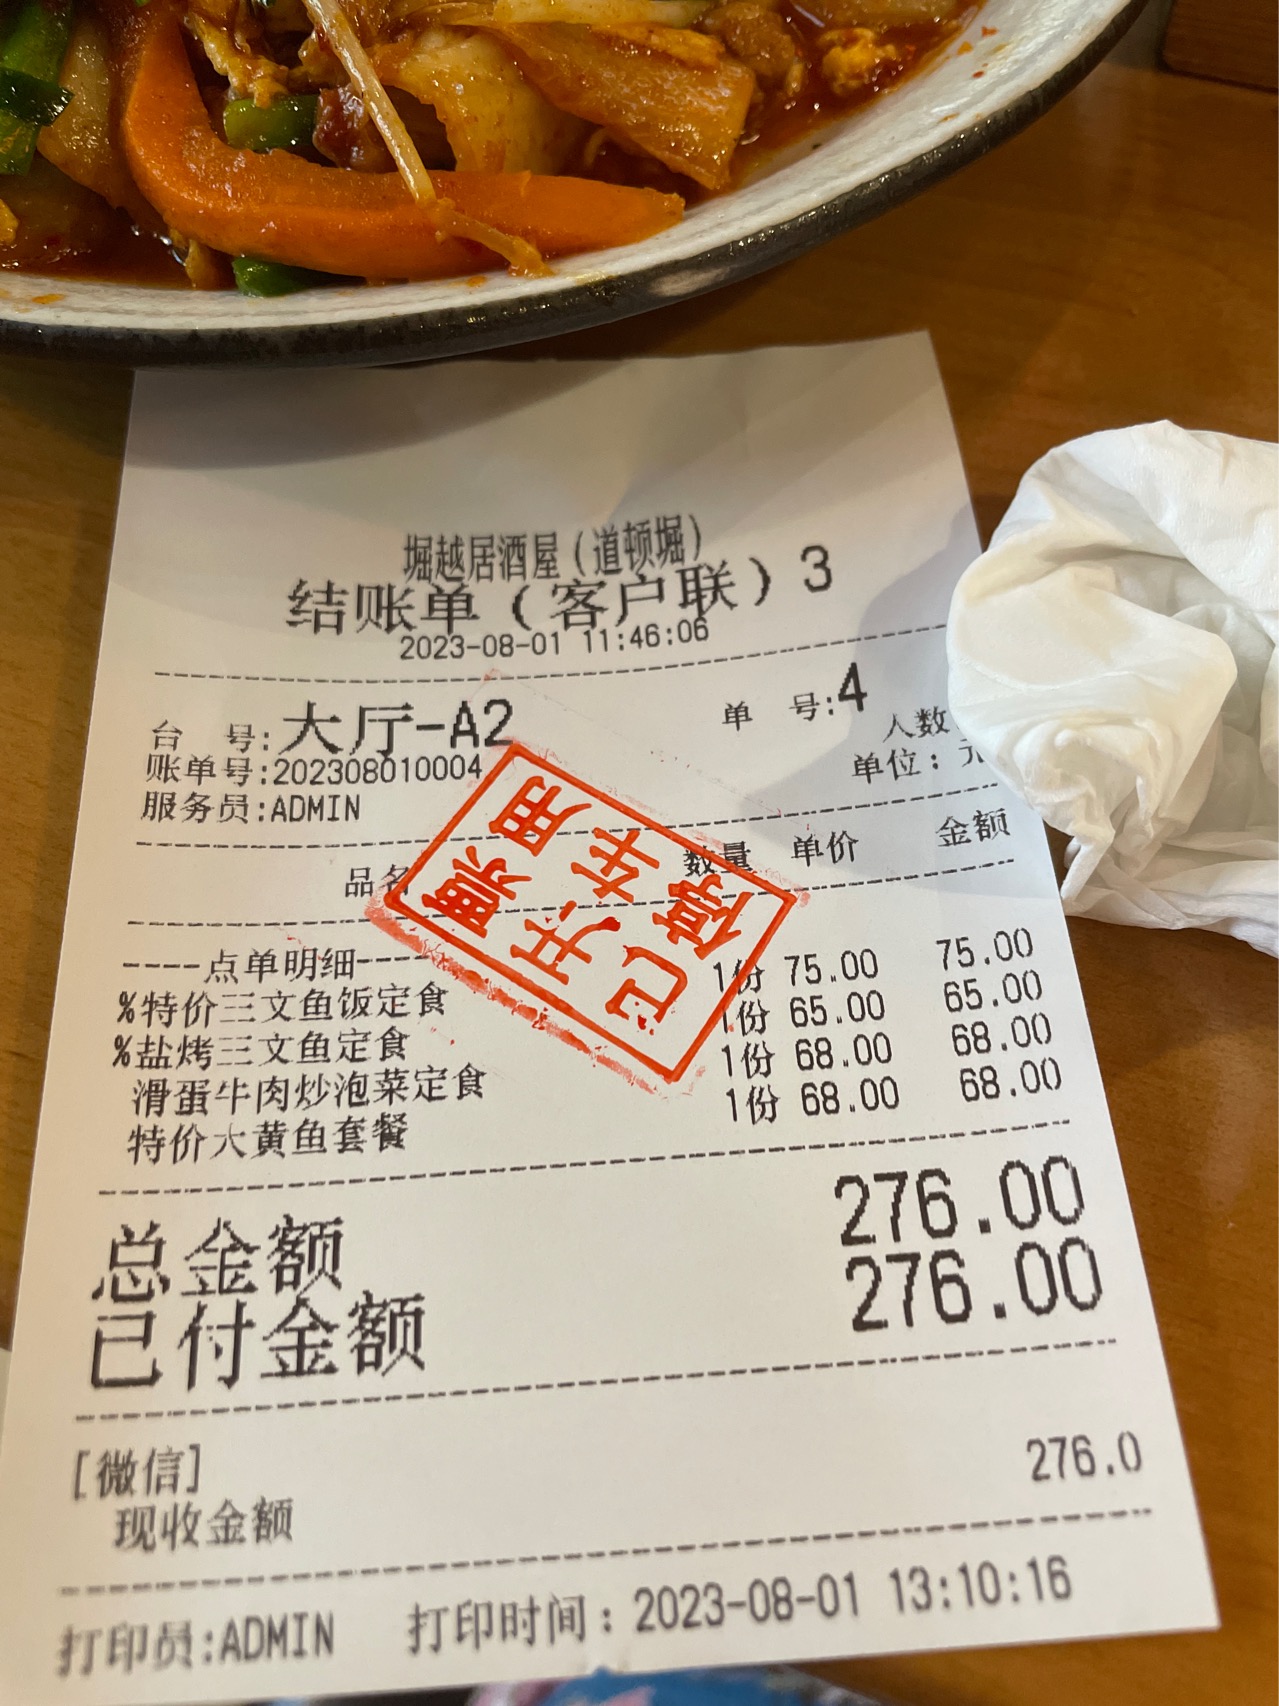 堀越居酒屋（道顿堀）
结账单（客户联）3
2023-08-01 11:46:06
台 号:大厅-A2 单 号:4
账单号:202308010004 人数
服务员:ADMIN 单位: 元
品名 数量 单价 金额
----点单明细----
%特价三文鱼饭定食 1份 75.00 75.00
%盐烤三文鱼定食 1份 65.00 65.00
滑蛋牛肉炒泡菜定食 1份 68.00 68.00
特价大黄鱼套餐 1份 68.00 68.00
总金额 276.00
已付金额 276.00
[微信]
现收金额 276.0
打印员:ADMIN 打印时间: 2023-08-01 13:10:16
已开票
停车用